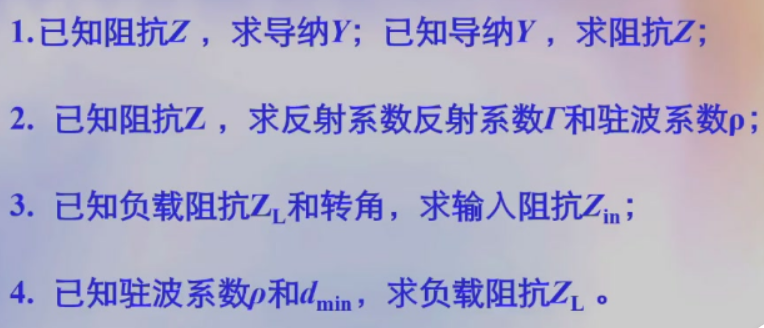 1.已知阻抗Z ，求导纳Y；已知导纳Y ，求阻抗Z；
2. 已知阻抗Z ，求反射系数反射系数Γ和驻波系数ρ；
3. 已知负载阻抗Z_L和转角，求输入阻抗Z_in；
4. 已知驻波系数ρ和d_min，求负载阻抗Z_L 。